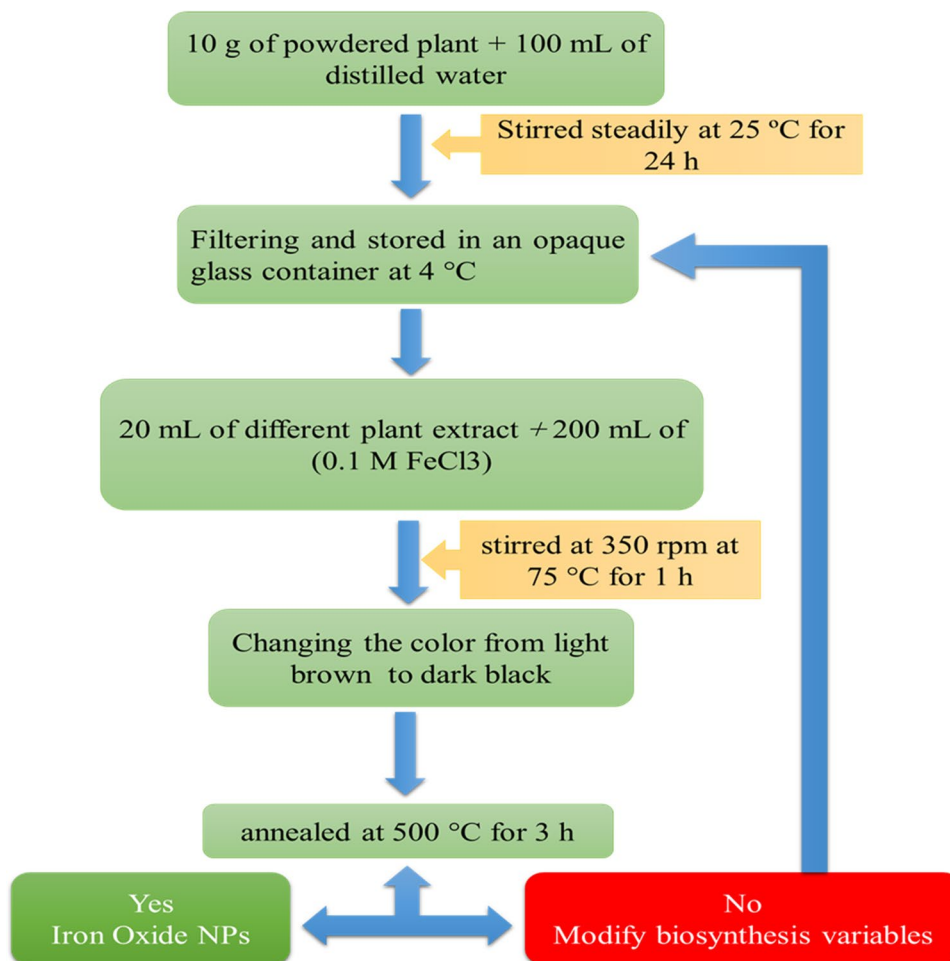 10 g of powdered plant + 100 mL of
distilled water
Stirred steadily at 25 ºC for
24 h
Filtering and stored in an opaque
glass container at 4 °C
20 mL of different plant extract + 200 mL of
(0.1 M FeCl3)
stirred at 350 rpm at
75 °C for 1 h
Changing the color from light
brown to dark black
annealed at 500 °C for 3 h
Yes
Iron Oxide NPs
No
Modify biosynthesis variables